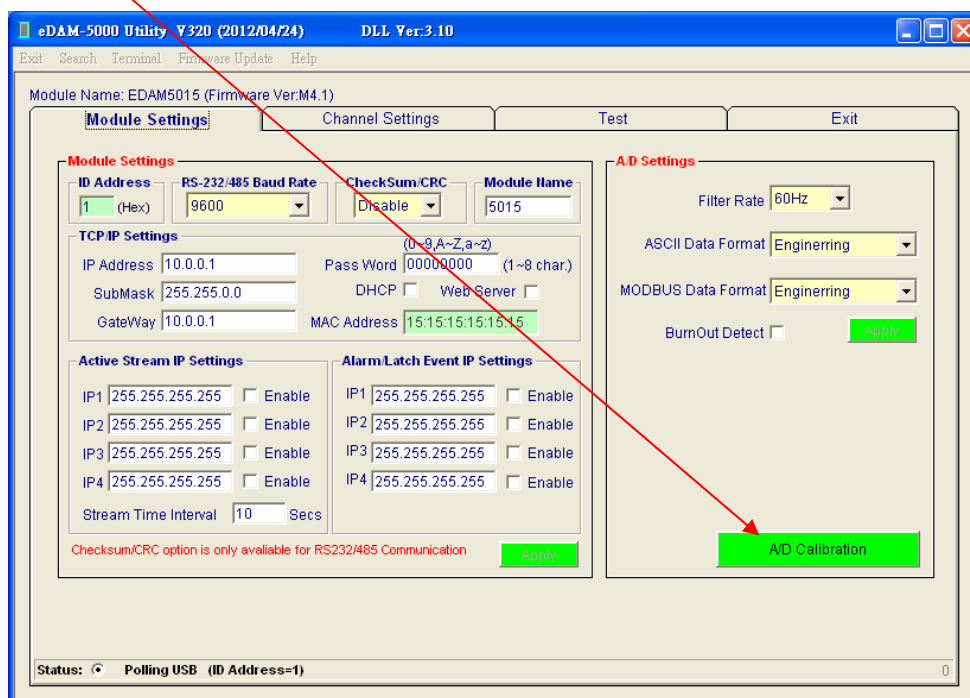 eDAM-5000 Utility V320 (2012/04/24) DLL Ver:3.10
Exit Search Terminal Firmware Update Help
Module Name: EDAM5015 (Firmware Ver:M4.1)
Module Settings Channel Settings Test Exit
Module Settings
ID Address RS-232/485 Baud Rate CheckSum/CRC Module Name
1 (Hex) 9600 Disable 5015
TCP/IP Settings (0~9,A~Z,a~z)
IP Address 10.0.0.1 Pass Word 00000000 (1~8 char.)
SubMask 255.255.0.0 DHCP Web Server
GateWay 10.0.0.1 MAC Address 15:15:15:15:15:15
Active Stream IP Settings
IP1 255.255.255.255 Enable
IP2 255.255.255.255 Enable
IP3 255.255.255.255 Enable
IP4 255.255.255.255 Enable
Stream Time Interval 10 Secs
Alarm/Latch Event IP Settings
IP1 255.255.255.255 Enable
IP2 255.255.255.255 Enable
IP3 255.255.255.255 Enable
IP4 255.255.255.255 Enable
Checksum/CRC option is only avaliable for RS232/485 Communication Apply
A/D Settings
Filter Rate 60Hz
ASCII Data Format Enginerring
MODBUS Data Format Enginerring
BurnOut Detect Apply
A/D Calibration
Status: Polling USB (ID Address=1) 0